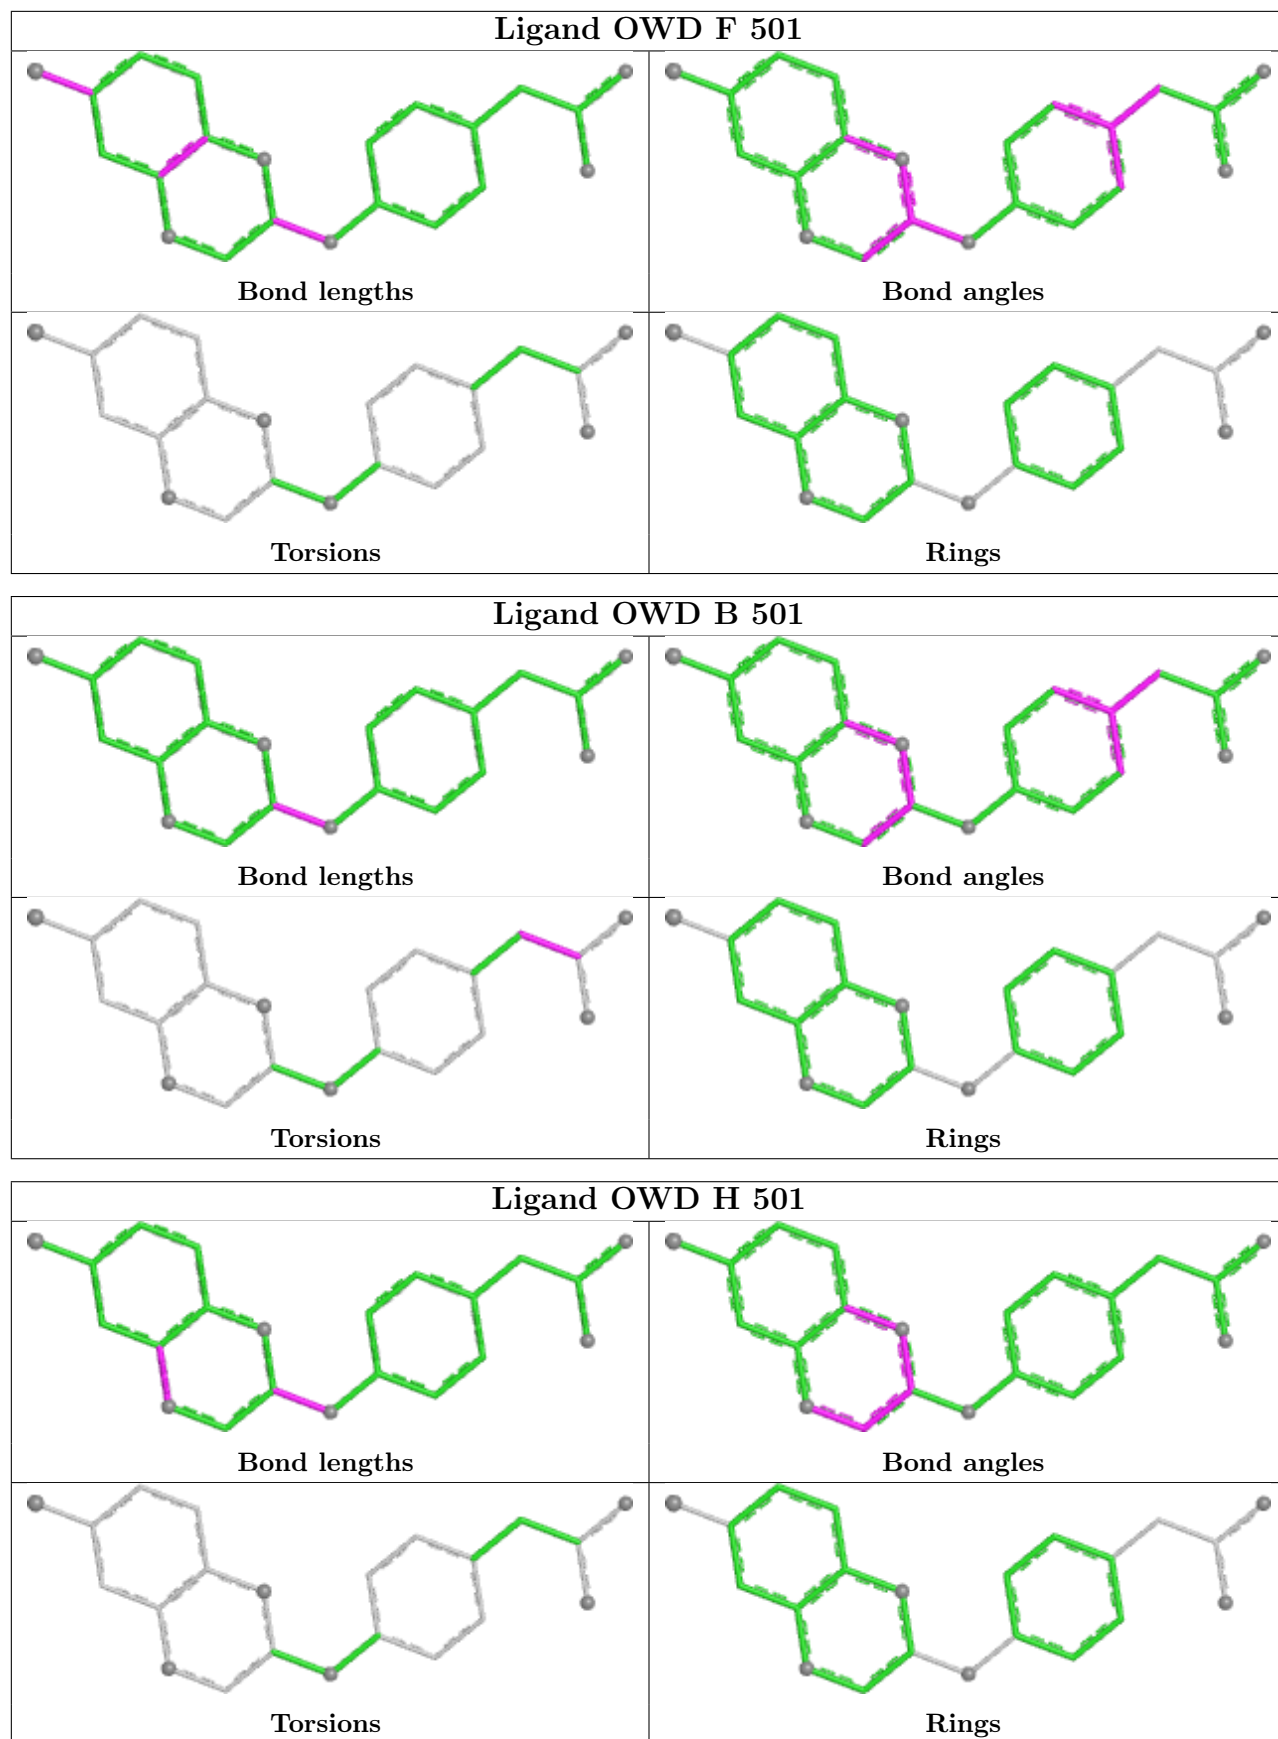 Ligand OWD F 501
Bond lengths
Bond angles
Torsions
Rings
Ligand OWD B 501
Bond lengths
Bond angles
Torsions
Rings
Ligand OWD H 501
Bond lengths
Bond angles
Torsions
Rings